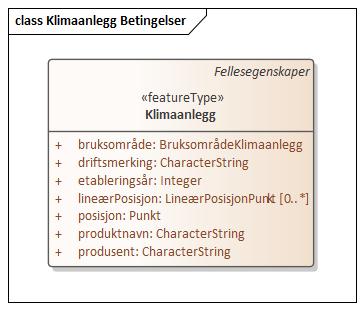 class Klimaanlegg Betingelser
Fellesegenskaper
«featureType»
Klimaanlegg
+ bruksområde: BruksområdeKlimaanlegg
+ driftsmerking: CharacterString
+ etableringsår: Integer
+ lineærPosisjon: LineærPosisjonPunkt [0..*]
+ posisjon: Punkt
+ produktnavn: CharacterString
+ produsent: CharacterString